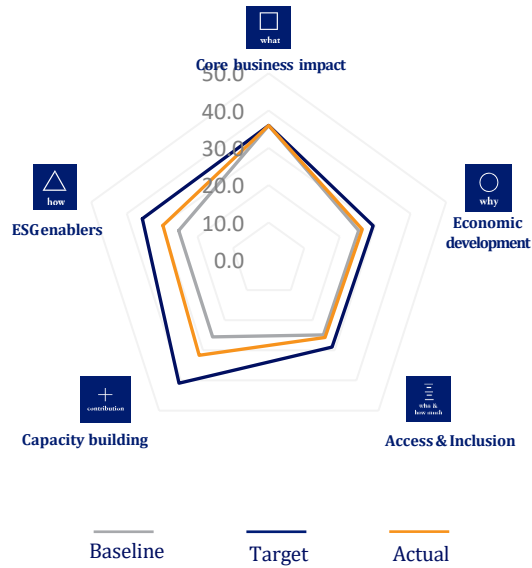 what
Core business impact
50.0
40.0
30.0
20.0
10.0
0.0
how
ESG enablers
why
Economic
development
contribution
Capacity building
who &
how much
Access & Inclusion
Baseline
Target
Actual